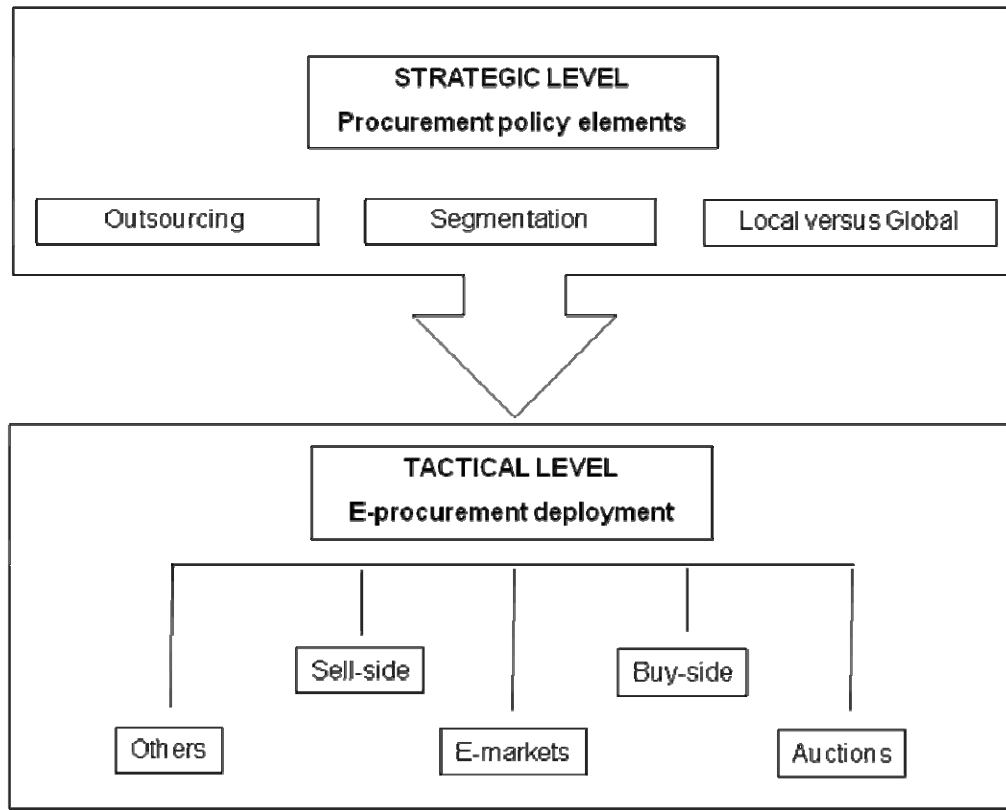 STRATEGIC LEVEL
Procurement policy elements
Outsourcing
Segmentation
Local versus Global
TACTICAL LEVEL
E-procurement deployment
Sell-side
Buy-side
Others
E-markets
Auctions